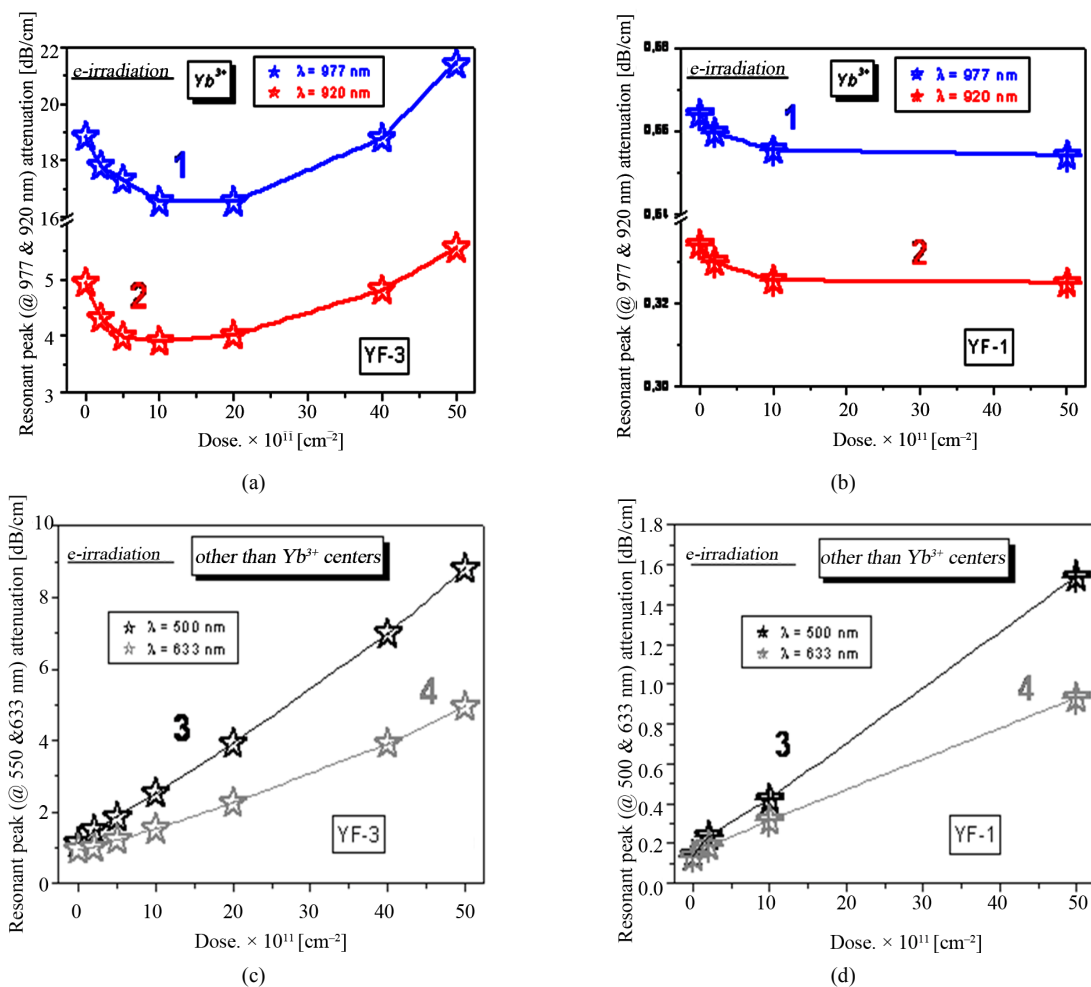 Resonant peak (@ 977 & 920 nm) attenuation [dB/cm]
22
20
18
16
5
4
3
e-irradiation
Yb³⁺
λ = 977 nm
λ = 920 nm
1
2
YF-3
0 10 20 30 40 50
Dose. × 10¹¹ [cm⁻²]
(a)
Resonant peak (@ 977 & 920 nm) attenuation [dB/cm]
0,32
0,30
e-irradiation
Yb³⁺
λ = 977 nm
λ = 920 nm
1
2
YF-1
0 10 20 30 40 50
Dose. × 10¹¹ [cm⁻²]
(b)
Resonant peak (@ 550 &633 nm) attenuation [dB/cm]
10
8
6
4
2
0
e-irradiation
other than Yb³⁺ centers
λ = 500 nm
λ = 633 nm
3
4
YF-3
0 10 20 30 40 50
Dose. × 10¹¹ [cm⁻²]
(c)
Resonant peak (@ 500 & 633 nm) attenuation [dB/cm]
1.8
1.6
1.4
1.2
1.0
0.8
0.6
0.4
0.2
0.0
e-irradiation
other than Yb³⁺ centers
λ = 500 nm
λ = 633 nm
3
4
YF-1
0 10 20 30 40 50
Dose. × 10¹¹ [cm⁻²]
(d)